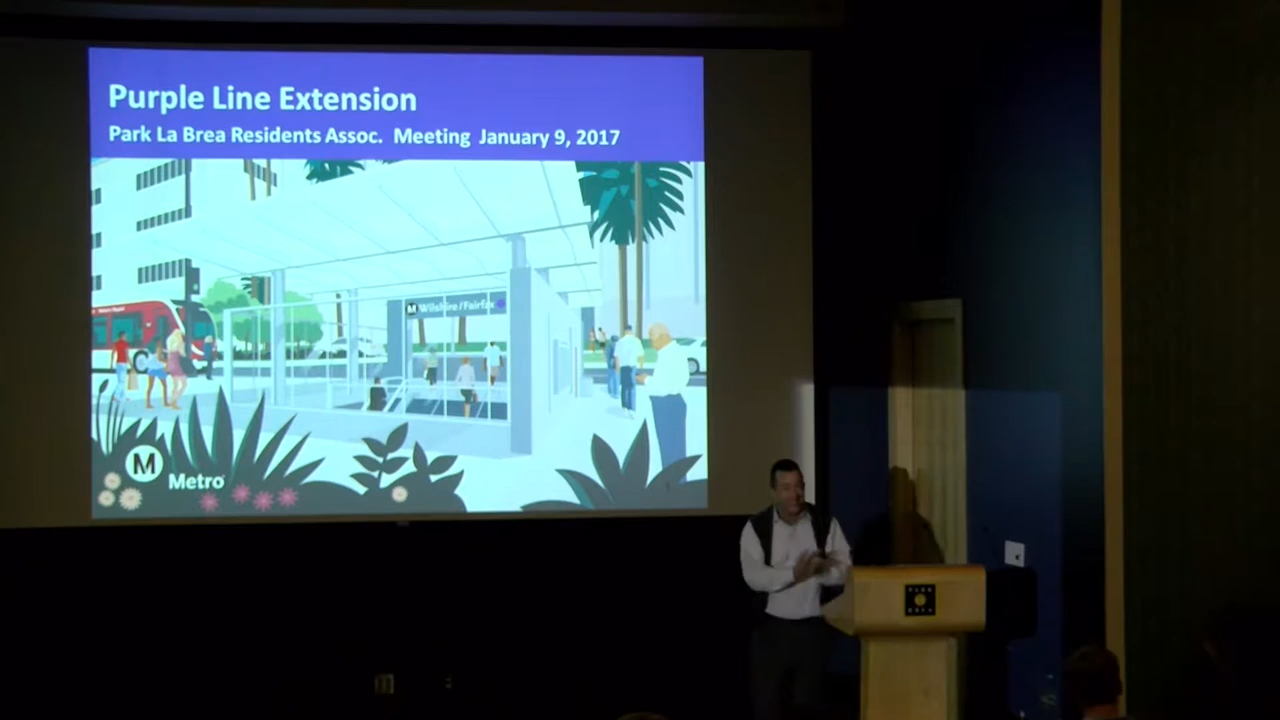 Purple Line Extension
Park La Brea Residents Assoc. Meeting January 9, 2017
M Wilshire/Fairfax
M Metro